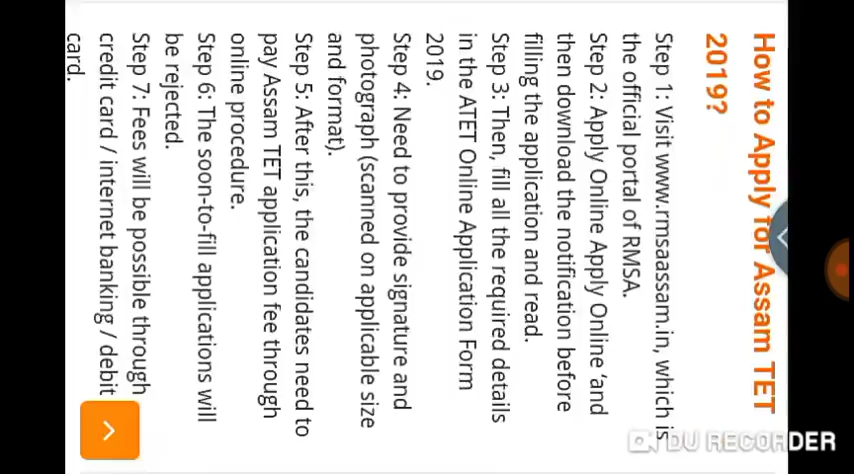 How to Apply for Assam TET
2019?
Step 1: Visit www.rmsaassam.in, which is
the official portal of RMSA.
Step 2: Apply Online Apply Online ‘and
then download the notification before
filling the application and read.
Step 3: Then, fill all the required details
in the ATET Online Application Form
2019.
Step 4: Need to provide signature and
photograph (scanned on applicable size
and format).
Step 5: After this, the candidates need to
pay Assam TET application fee through
online procedure.
Step 6: The soon-to-fill applications will
be rejected.
Step 7: Fees will be possible through
credit card / internet banking / debit
card.
DU RECORDER